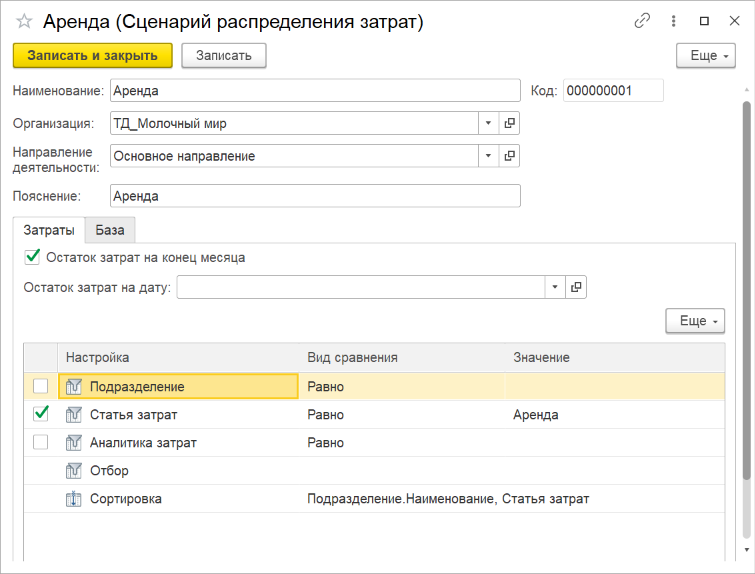 Аренда (Сценарий распределения затрат)
Записать и закрыть Записать Еще
Наименование: Аренда Код: 000000001
Организация: ТД_Молочный мир
Направление
деятельности: Основное направление
Пояснение: Аренда
Затраты База
Остаток затрат на конец месяца
Остаток затрат на дату:
Еще
Настройка Вид сравнения Значение
Подразделение Равно
Статья затрат Равно Аренда
Аналитика затрат Равно
Отбор
Сортировка Подразделение.Наименование, Статья затрат